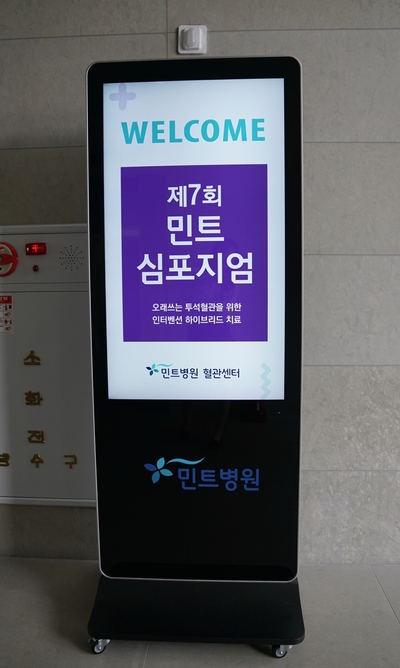 WELCOME
제7회
민트
심포지엄
오래쓰는 투석혈관을 위한
인터벤션 하이브리드 치료
민트병원 혈관센터
민트병원
소
화
전
수 구